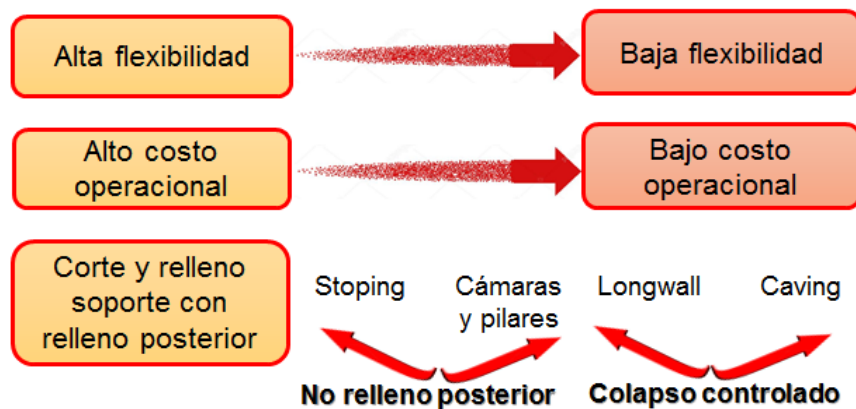 Alta flexibilidad
Baja flexibilidad
Alto costo
operacional
Bajo costo
operacional
Corte y relleno
soporte con
relleno posterior
Stoping
Cámaras
y pilares
Longwall
Caving
No relleno posterior
Colapso controlado